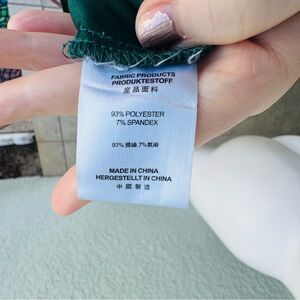 FABRIC PRODUCTS
PRODUKTESTOFF
產品面料
93% POLYESTER
7% SPANDEX
93% 滌綸,7%氨綸
MADE IN CHINA
HERGESTELLT IN CHINA
中國製造